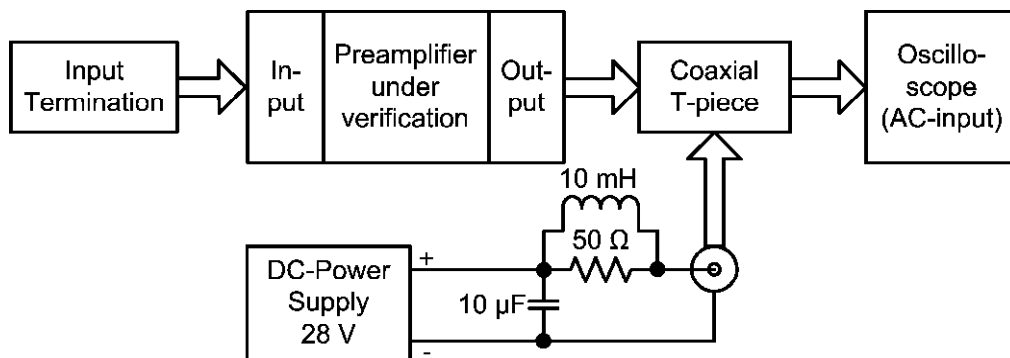 Input
Termination
In-
put
Preamplifier
under
verification
Out-
put
Coaxial
T-piece
Oscillo-
scope
(AC-input)
10 mH
50 Ω
DC-Power
Supply
28 V
+
10 µF
-